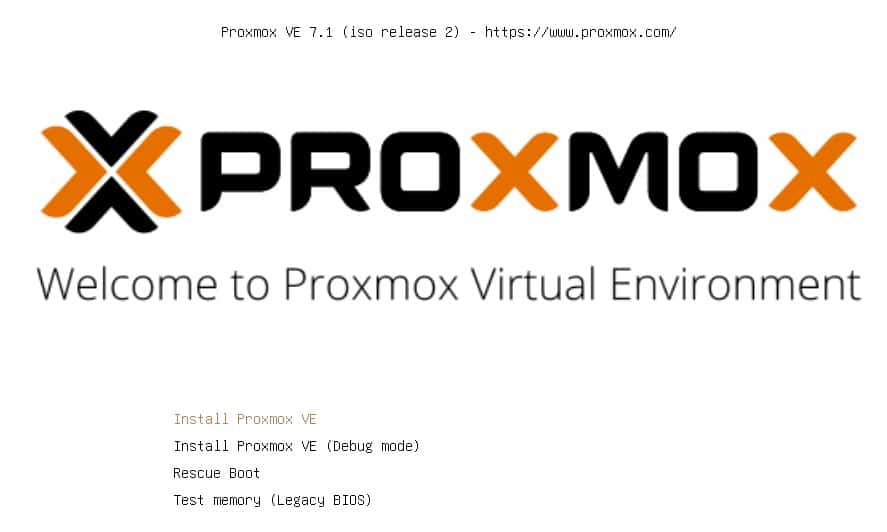 Proxmox VE 7.1 (iso release 2) - https://www.proxmox.com/
PROXMOX
Welcome to Proxmox Virtual Environment
Install Proxmox VE
Install Proxmox VE (Debug mode)
Rescue Boot
Test memory (Legacy BIOS)